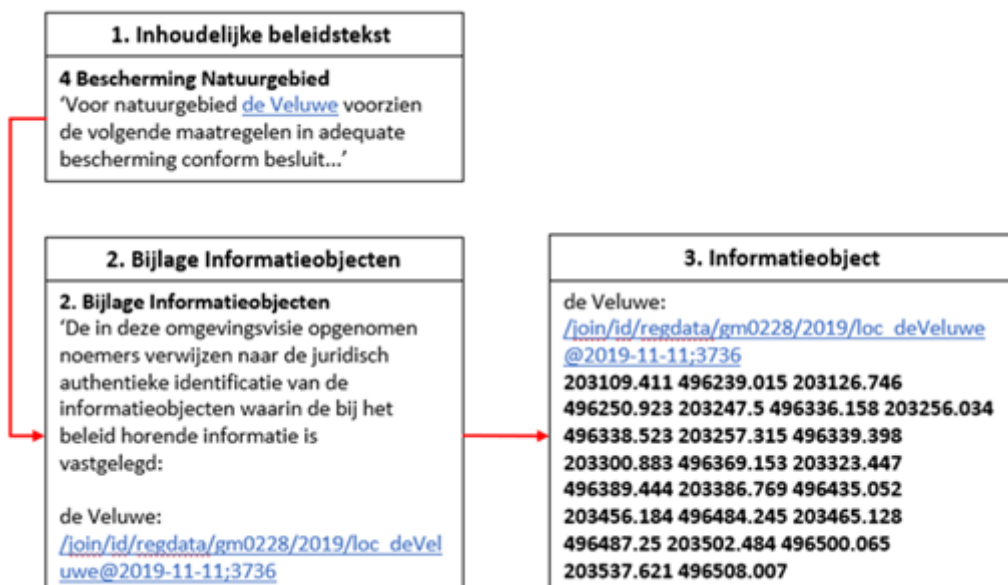 1. Inhoudelijke beleidstekst
4 Bescherming Natuurgebied
‘Voor natuurgebied de Veluwe voorzien
de volgende maatregelen in adequate
bescherming conform besluit...’
2. Bijlage Informatieobjecten
2. Bijlage Informatieobjecten
‘De in deze omgevingsvisie opgenomen
noemers verwijzen naar de juridisch
authentieke identificatie van de
informatieobjecten waarin de bij het
beleid horende informatie is
vastgelegd:
de Veluwe:
/join/id/regdata/gm0228/2019/loc_deVel
uwe@2019-11-11;3736
3. Informatieobject
de Veluwe:
/join/id/regdata/gm0228/2019/loc_deVeluwe
@2019-11-11;3736
203109.411 496239.015 203126.746
496250.923 203247.5 496336.158 203256.034
496338.523 203257.315 496339.398
203300.883 496369.153 203323.447
496389.444 203386.769 496435.052
203456.184 496484.245 203465.128
496487.25 203502.484 496500.065
203537.621 496508.007